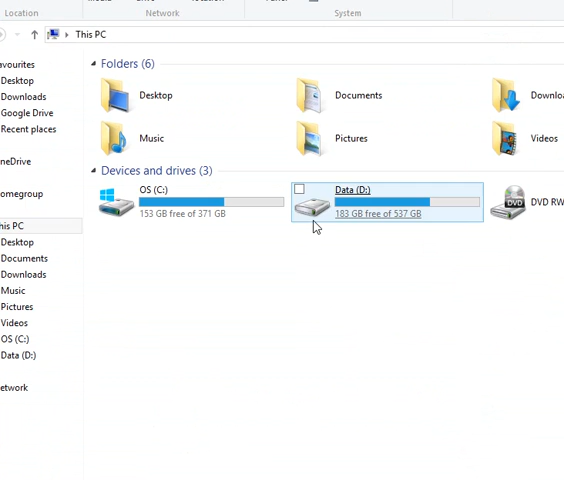 Location
Network
System
This PC
avourites
Desktop
Downloads
Google Drive
Recent places
neDrive
omegroup
his PC
Desktop
Documents
Downloads
Music
Pictures
Videos
OS (C:)
Data (D:)
etwork
Folders (6)
Desktop
Documents
Downloa
Music
Pictures
Videos
Devices and drives (3)
OS (C:)
153 GB free of 371 GB
Data (D:)
183 GB free of 537 GB
DVD
DVD RW